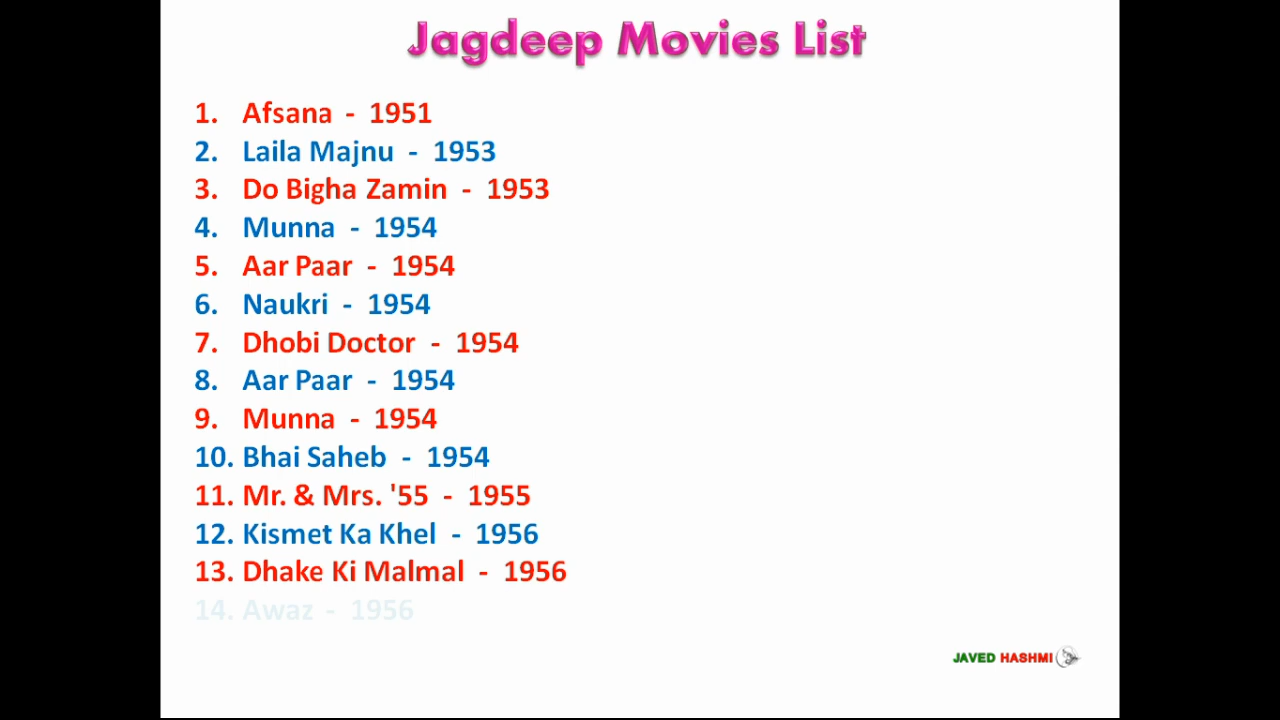 Jagdeep Movies List
1. Afsana - 1951
2. Laila Majnu - 1953
3. Do Bigha Zamin - 1953
4. Munna - 1954
5. Aar Paar - 1954
6. Naukri - 1954
7. Dhobi Doctor - 1954
8. Aar Paar - 1954
9. Munna - 1954
10. Bhai Saheb - 1954
11. Mr. & Mrs. '55 - 1955
12. Kismet Ka Khel - 1956
13. Dhake Ki Malmal - 1956
14. Awaz - 1956
JAVED HASHMI